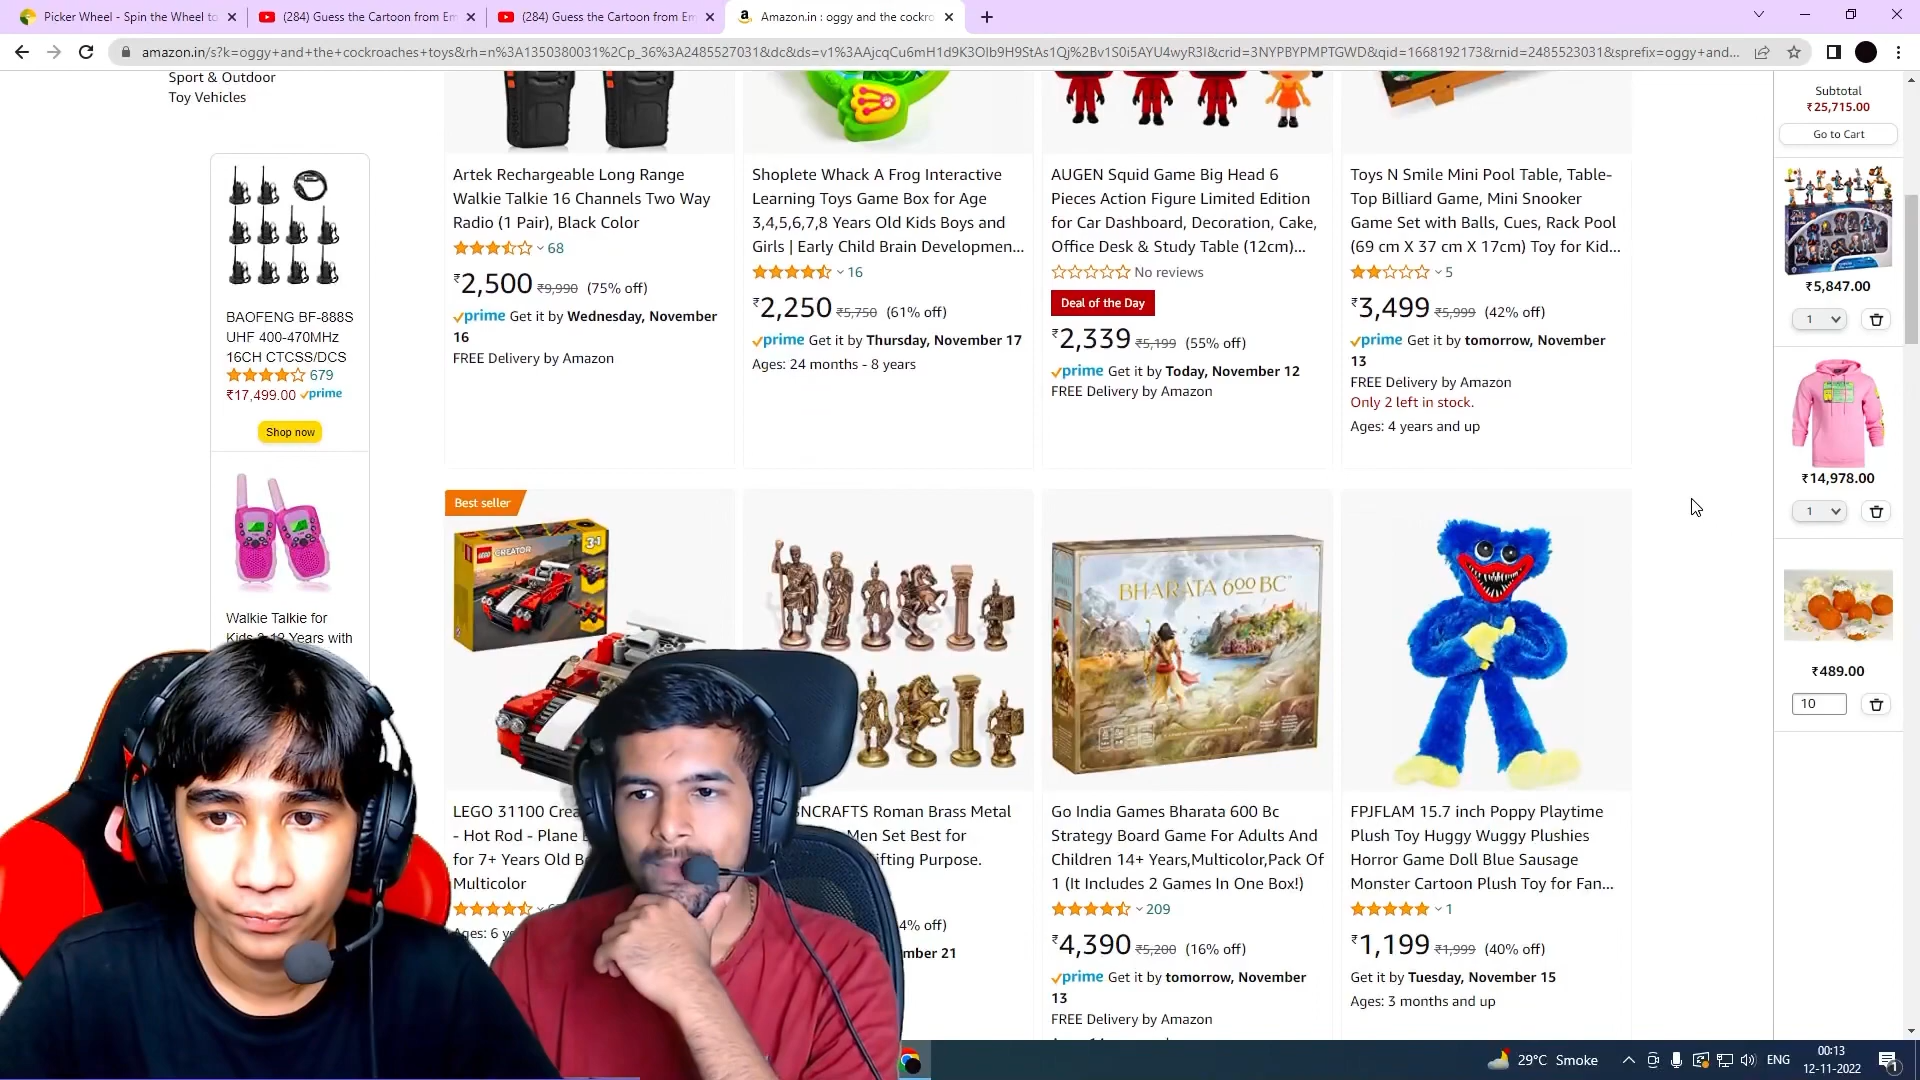 Picker Wheel - Spin the Wheel to
(284) Guess the Cartoon from Em
(284) Guess the Cartoon from Em
Amazon.in : oggy and the cockro
amazon.in/s?k=oggy+and+the+cockroaches+toys&rh=n%3A1350380031%2Cp_36%3A2485527031&dc&ds=v1%3AAjcqCu6mH1d9K3OIb9H9StAs1Qj%2Bv1S0i5AYU4wyR3I&crid=3NYPBYPMPTGWD&qid=1668192173&rnid=2485523031&sprefix=oggy+and...
Sport & Outdoor
Toy Vehicles
BAOFENG BF-888S
UHF 400-470MHz
16CH CTCSS/DCS
679
₹17,499.00 prime
Shop now
Walkie Talkie for
Kids 3-12 Years with
Artek Rechargeable Long Range
Walkie Talkie 16 Channels Two Way
Radio (1 Pair), Black Color
68
₹2,500 ₹9,990 (75% off)
prime Get it by Wednesday, November
16
FREE Delivery by Amazon
Shoplete Whack A Frog Interactive
Learning Toys Game Box for Age
3,4,5,6,7,8 Years Old Kids Boys and
Girls | Early Child Brain Developmen...
16
₹2,250 ₹5,750 (61% off)
prime Get it by Thursday, November 17
Ages: 24 months - 8 years
AUGEN Squid Game Big Head 6
Pieces Action Figure Limited Edition
for Car Dashboard, Decoration, Cake,
Office Desk & Study Table (12cm)...
No reviews
Deal of the Day
₹2,339 ₹5,199 (55% off)
prime Get it by Today, November 12
FREE Delivery by Amazon
Toys N Smile Mini Pool Table, Table-
Top Billiard Game, Mini Snooker
Game Set with Balls, Cues, Rack Pool
(69 cm X 37 cm X 17cm) Toy for Kid...
5
₹3,499 ₹5,999 (42% off)
prime Get it by tomorrow, November
13
FREE Delivery by Amazon
Only 2 left in stock.
Ages: 4 years and up
Best seller
LEGO CREATOR
3in1
LEGO 31100 Crea
- Hot Rod - Plane
for 7+ Years Old B
Multicolor
Ages: 6 ye
NCRAFTS Roman Brass Metal
Men Set Best for
ifting Purpose.
4% off)
mber 21
BHARATA 600 BC
Go India Games Bharata 600 Bc
Strategy Board Game For Adults And
Children 14+ Years,Multicolor,Pack Of
1 (It Includes 2 Games In One Box!)
209
₹4,390 ₹5,200 (16% off)
prime Get it by tomorrow, November
13
FREE Delivery by Amazon
FPJFLAM 15.7 inch Poppy Playtime
Plush Toy Huggy Wuggy Plushies
Horror Game Doll Blue Sausage
Monster Cartoon Plush Toy for Fan...
1
₹1,199 ₹1,999 (40% off)
Get it by Tuesday, November 15
Ages: 3 months and up
Subtotal
₹25,715.00
Go to Cart
₹5,847.00
1
₹14,978.00
1
₹489.00
10
29°C Smoke
ENG
00:13
12-11-2022
1